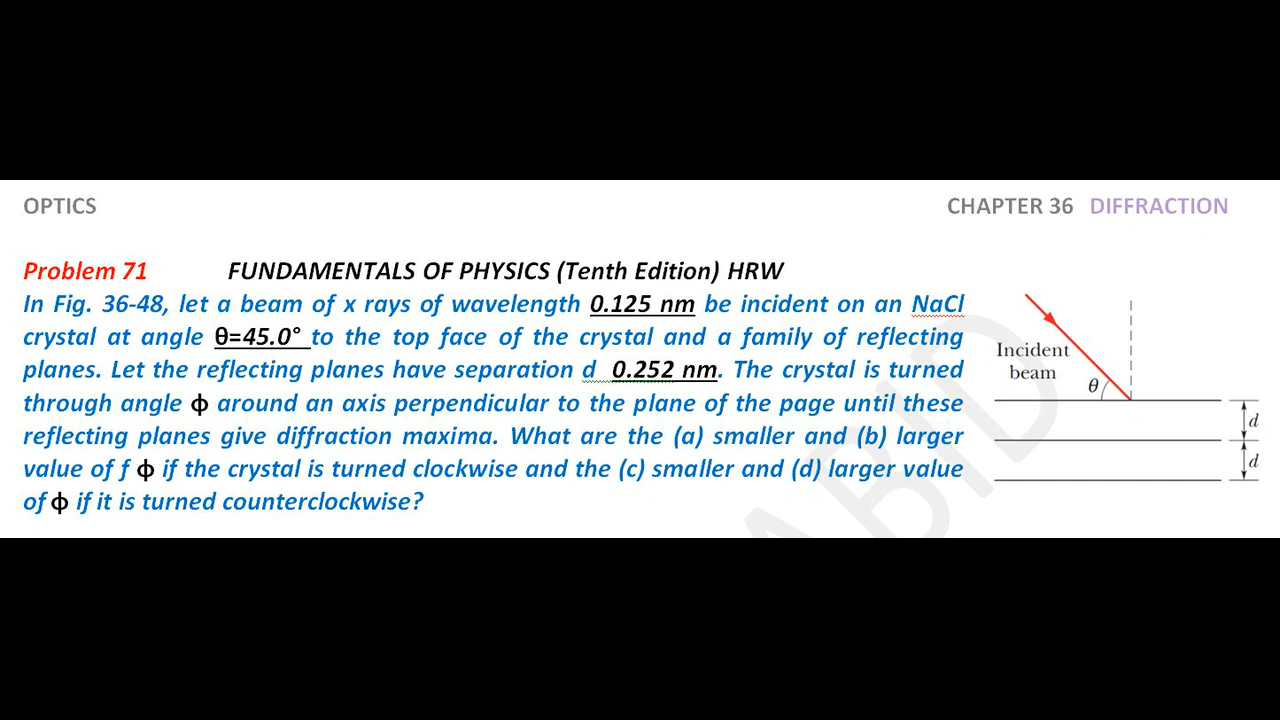 OPTICS
CHAPTER 36 DIFFRACTION
Problem 71 FUNDAMENTALS OF PHYSICS (Tenth Edition) HRW
In Fig. 36-48, let a beam of x rays of wavelength 0.125 nm be incident on an NaCl
crystal at angle θ=45.0° to the top face of the crystal and a family of reflecting
planes. Let the reflecting planes have separation d 0.252 nm. The crystal is turned
through angle ϕ around an axis perpendicular to the plane of the page until these
reflecting planes give diffraction maxima. What are the (a) smaller and (b) larger
value of f ϕ if the crystal is turned clockwise and the (c) smaller and (d) larger value
of ϕ if it is turned counterclockwise?
Incident
beam
θ
d
d